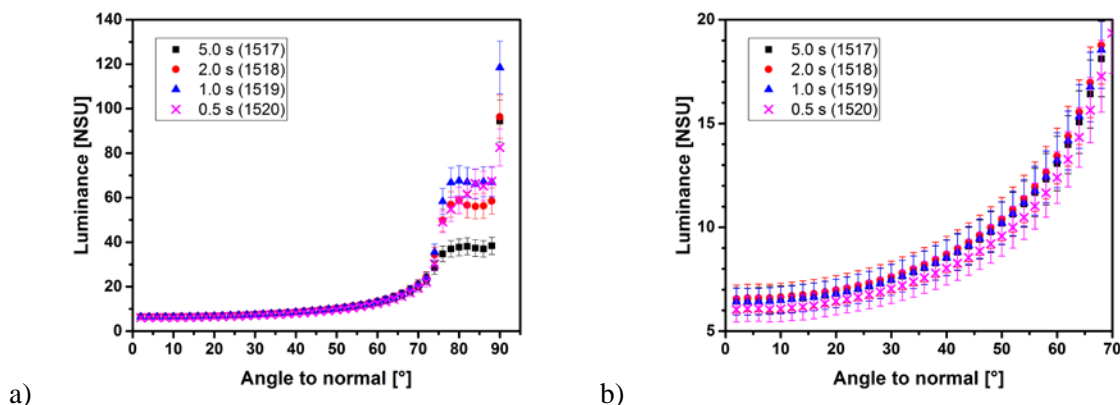 140
120
100
80
60
40
20
0
Luminance [NSU]
5.0 s (1517)
2.0 s (1518)
1.0 s (1519)
0.5 s (1520)
0 10 20 30 40 50 60 70 80 90
Angle to normal [°]
a)
20
15
10
5
Luminance [NSU]
5.0 s (1517)
2.0 s (1518)
1.0 s (1519)
0.5 s (1520)
0 10 20 30 40 50 60 70
Angle to normal [°]
b)